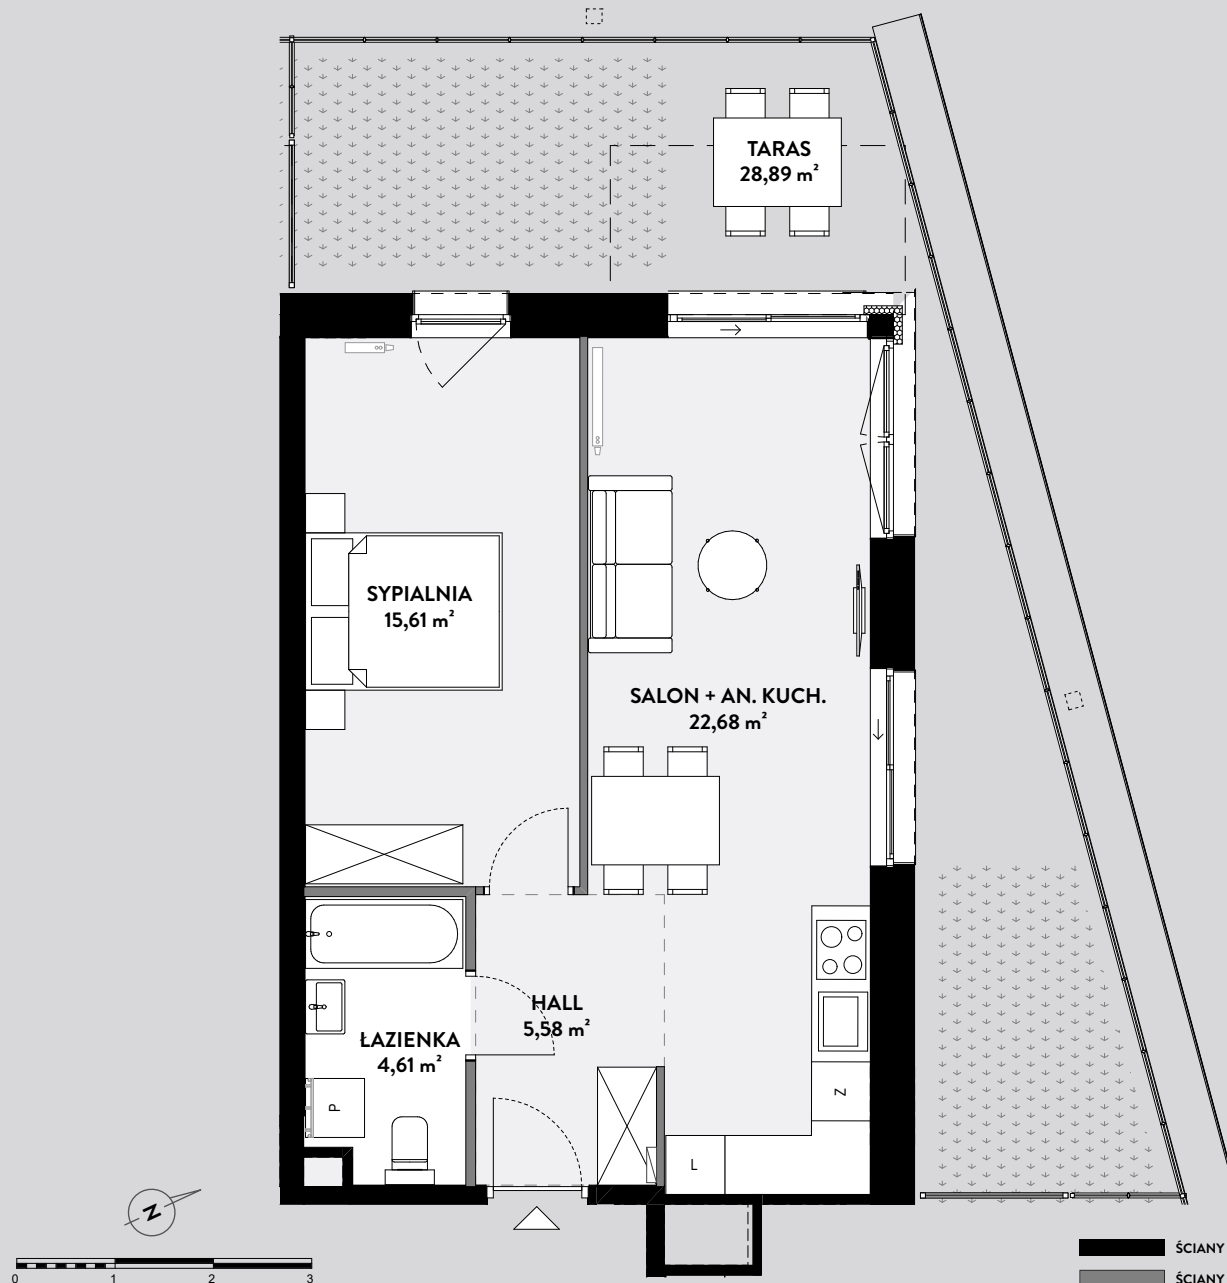 TARAS
28,89 m²
SYPIALNIA
15,61 m²
SALON + AN. KUCH.
22,68 m²
HALL
5,58 m²
ŁAZIENKA
4,61 m²
P
Z
L
N
0 1 2 3
ŚCIANY
ŚCIANY